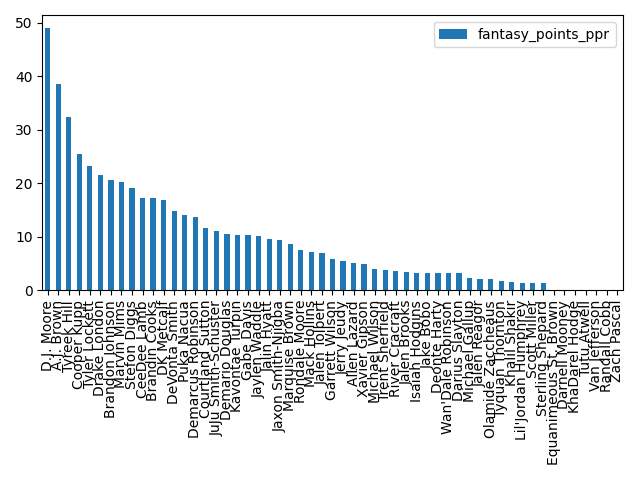 fantasy_points_ppr
50
40
30
20
10
0
D.J. Moore
A.J. Brown
Tyreek Hill
Cooper Kupp
Tyler Lockett
Drake London
Brandon Johnson
Marvin Mims
Stefon Diggs
CeeDee Lamb
Brandin Cooks
DK Metcalf
DeVonta Smith
Puka Nacua
Demarcus Robinson
Courtland Sutton
JuJu Smith-Schuster
Demario Douglas
Kavontae Turpin
Gabe Davis
Jaylen Waddle
Jalin Hyatt
Jaxon Smith-Njigba
Marquise Brown
Rondale Moore
Mack Hollins
Jalen Tolbert
Garrett Wilson
Jerry Jeudy
Allen Lazard
Xavier Gipson
Michael Wilson
Trent Sherfield
River Cracraft
Jalen Brooks
Isaiah Hodgins
Jake Bobo
Deonte Harty
Wan'Dale Robinson
Darius Slayton
Michael Gallup
Jalen Reagor
Olamide Zaccheaus
Tyquan Thornton
Khalil Shakir
Lil'Jordan Humphrey
Scott Miller
Sterling Shepard
Equanimeous St. Brown
Darnell Mooney
KhaDarel Hodge
Tutu Atwell
Van Jefferson
Randall Cobb
Zach Pascal